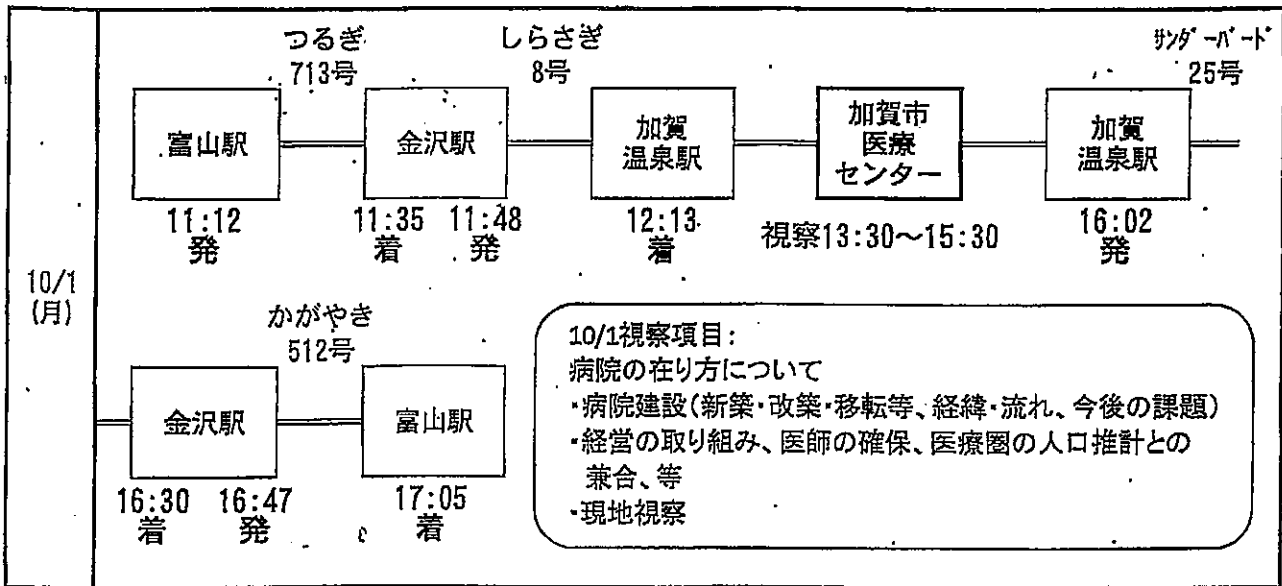 10/1
(月)
つるぎ
713号
しらさぎ
8号
サンダーバード
25号
富山駅
金沢駅
加賀
温泉駅
加賀市
医療
センター
加賀
温泉駅
11:12
発
11:35
着
11:48
発
12:13
着
視察13:30～15:30
16:02
発
かがやき
512号
金沢駅
富山駅
16:30
着
16:47
発
17:05
着
10/1視察項目:
病院の在り方について
・病院建設(新築・改築・移転等、経緯・流れ、今後の課題)
・経営の取り組み、医師の確保、医療圏の人口推計との
兼合、等
・現地視察